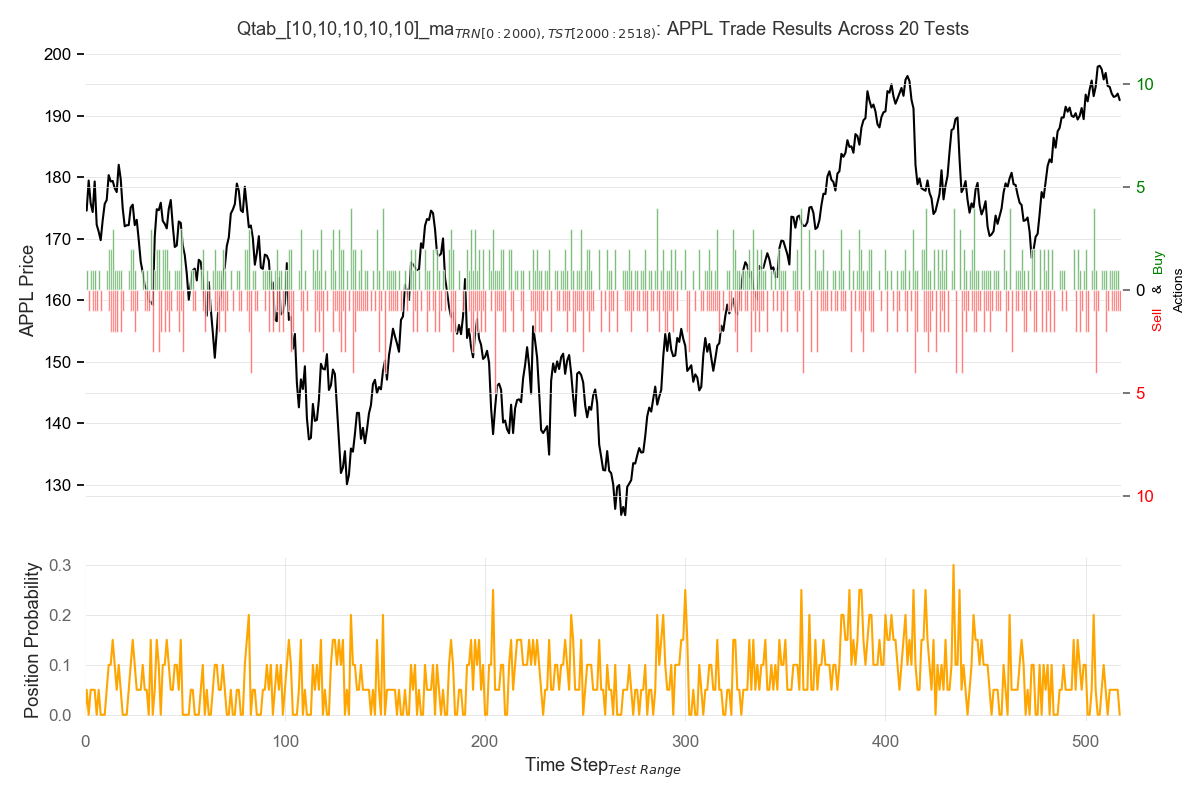 Qtab_[10,10,10,10,10]_ma_{TRN[0:2000),TST[2000:2518)}: APPL Trade Results Across 20 Tests
200
190
180
170
160
150
140
130
APPL Price
10
5
0
5
10
Sell & Buy
Actions
0.3
0.2
0.1
0.0
Position Probability
0 100 200 300 400 500
Time Step_{Test Range}